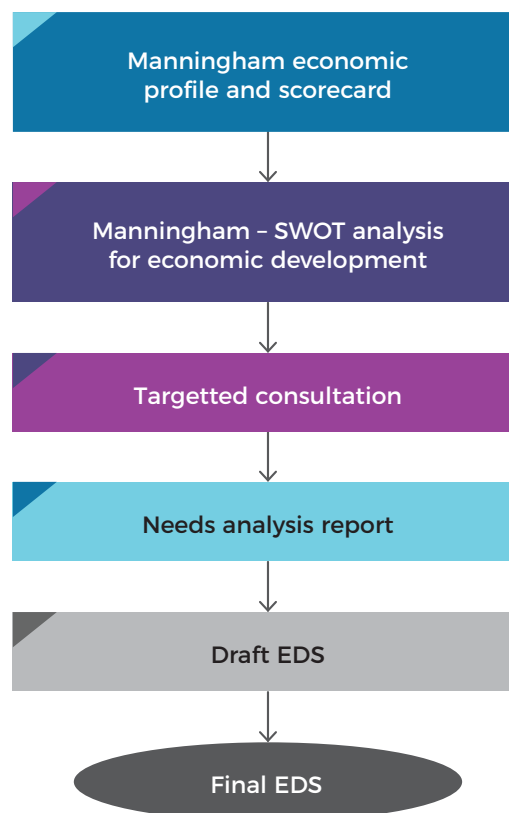 Manningham economic
profile and scorecard
Manningham – SWOT analysis
for economic development
Targetted consultation
Needs analysis report
Draft EDS
Final EDS